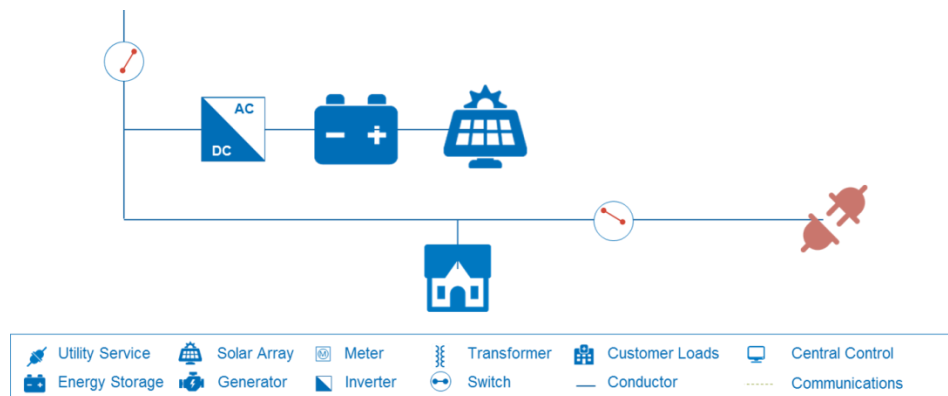 AC
DC
Utility Service Solar Array M Meter Transformer Customer Loads Central Control
Energy Storage Generator Inverter Switch Conductor Communications